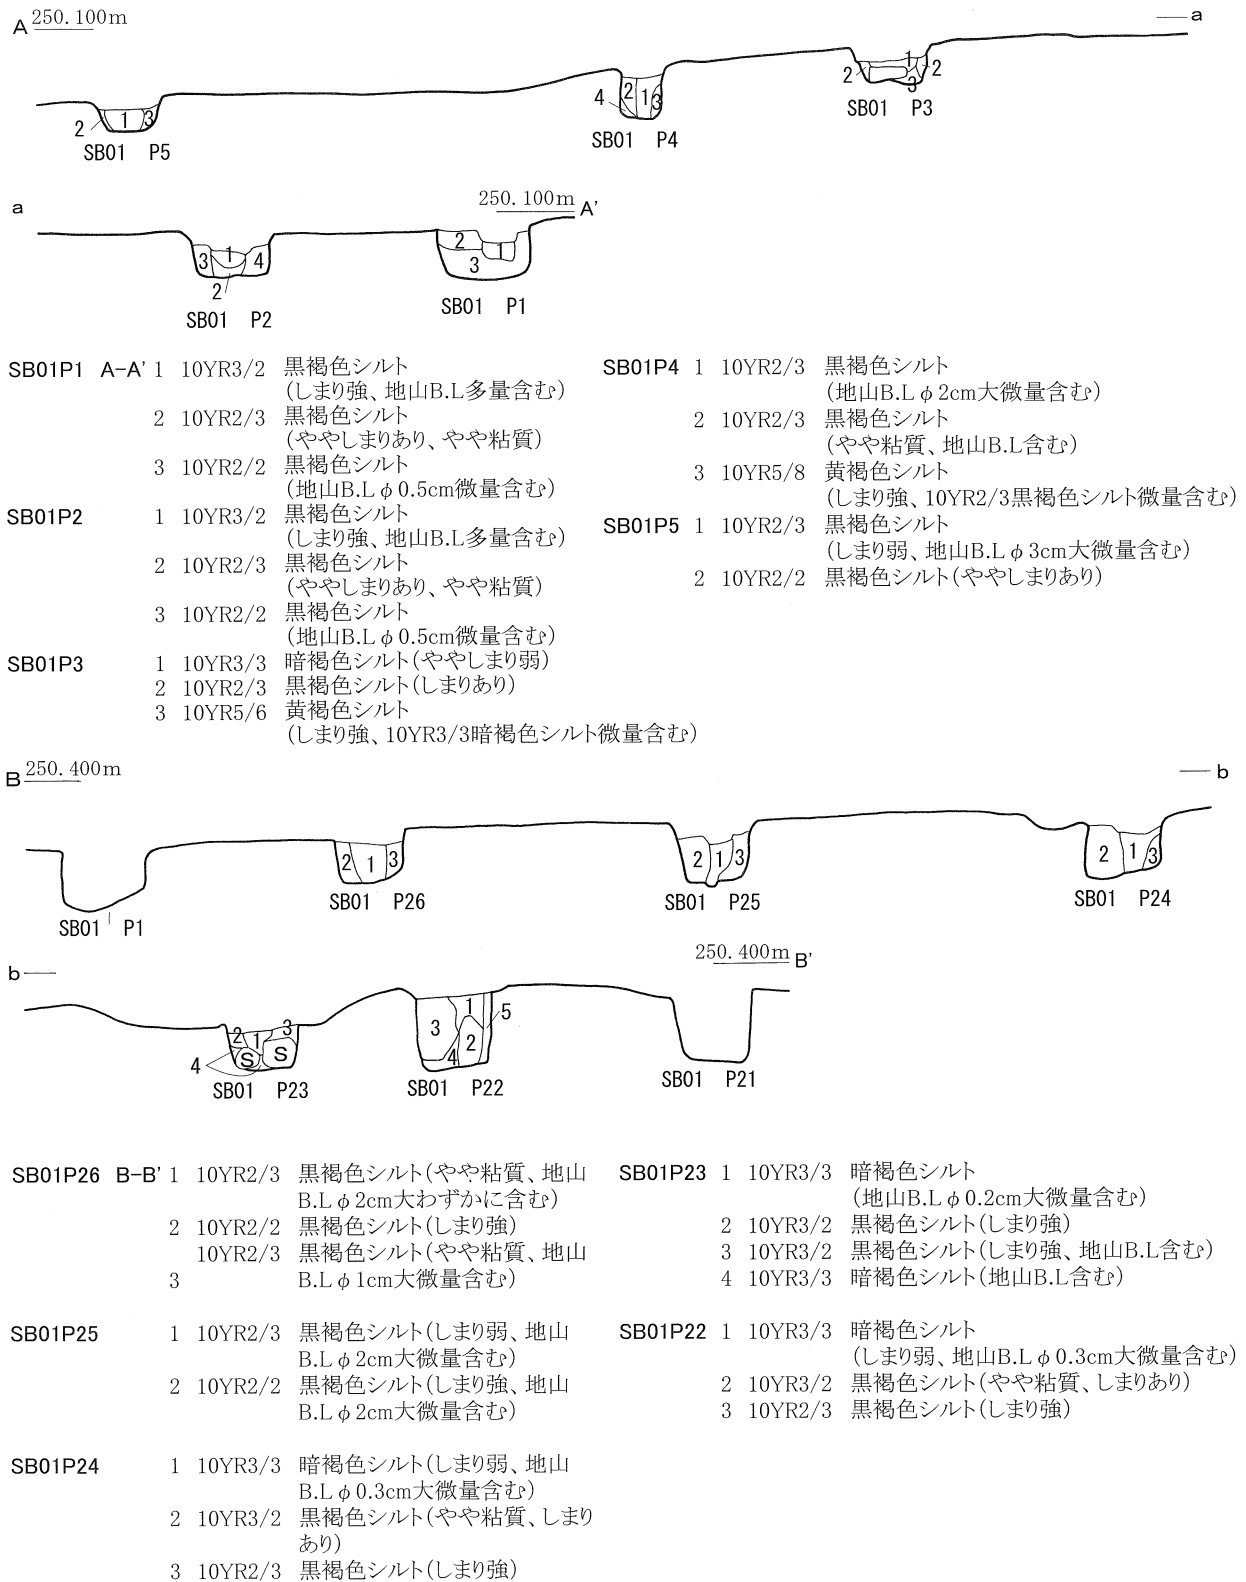 A 250.100m a
1
2 1 3 4 2 1 3 2 3 2
SB01 P5 SB01 P4 SB01 P3
a 250.100m A'
3 1 4 2 2 1 3
SB01 P2 SB01 P1
SB01P1 A-A' 1 10YR3/2 黒褐色シルト
(しまり強、地山B.L多量含む)
2 10YR2/3 黒褐色シルト
(ややしまりあり、やや粘質)
3 10YR2/2 黒褐色シルト
(地山B.Lφ0.5cm微量含む)
SB01P2 1 10YR3/2 黒褐色シルト
(しまり強、地山B.L多量含む)
2 10YR2/3 黒褐色シルト
(ややしまりあり、やや粘質)
3 10YR2/2 黒褐色シルト
(地山B.Lφ0.5cm微量含む)
SB01P3 1 10YR3/3 暗褐色シルト(ややしまり弱)
2 10YR2/3 黒褐色シルト(しまりあり)
3 10YR5/6 黄褐色シルト
(しまり強、10YR3/3暗褐色シルト微量含む)
SB01P4 1 10YR2/3 黒褐色シルト
(地山B.Lφ2cm大微量含む)
2 10YR2/3 黒褐色シルト
(やや粘質、地山B.L含む)
3 10YR5/8 黄褐色シルト
(しまり強、10YR2/3黒褐色シルト微量含む)
SB01P5 1 10YR2/3 黒褐色シルト
(しまり弱、地山B.Lφ3cm大微量含む)
2 10YR2/2 黒褐色シルト(ややしまりあり)
B 250.400m b
2 1 3 2 1 3 2 1 3
SB01 P1 SB01 P26 SB01 P25 SB01 P24
b 250.400m B'
2 1 3 4 S S 3 1 2 4 5
SB01 P23 SB01 P22 SB01 P21
SB01P26 B-B' 1 10YR2/3 黒褐色シルト(やや粘質、地山
B.Lφ2cm大わずかに含む)
2 10YR2/2 黒褐色シルト(しまり強)
10YR2/3 黒褐色シルト(やや粘質、地山
3 B.Lφ1cm大微量含む)
SB01P25 1 10YR2/3 黒褐色シルト(しまり弱、地山
B.Lφ2cm大微量含む)
2 10YR2/2 黒褐色シルト(しまり強、地山
B.Lφ2cm大微量含む)
SB01P24 1 10YR3/3 暗褐色シルト(しまり弱、地山
B.Lφ0.3cm大微量含む)
2 10YR3/2 黒褐色シルト(やや粘質、しまり
あり)
3 10YR2/3 黒褐色シルト(しまり強)
SB01P23 1 10YR3/3 暗褐色シルト
(地山B.Lφ0.2cm大微量含む)
2 10YR3/2 黒褐色シルト(しまり強)
3 10YR3/2 黒褐色シルト(しまり強、地山B.L含む)
4 10YR3/3 暗褐色シルト(地山B.L含む)
SB01P22 1 10YR3/3 暗褐色シルト
(しまり弱、地山B.Lφ0.3cm大微量含む)
2 10YR3/2 黒褐色シルト(やや粘質、しまりあり)
3 10YR2/3 黒褐色シルト(しまり強)